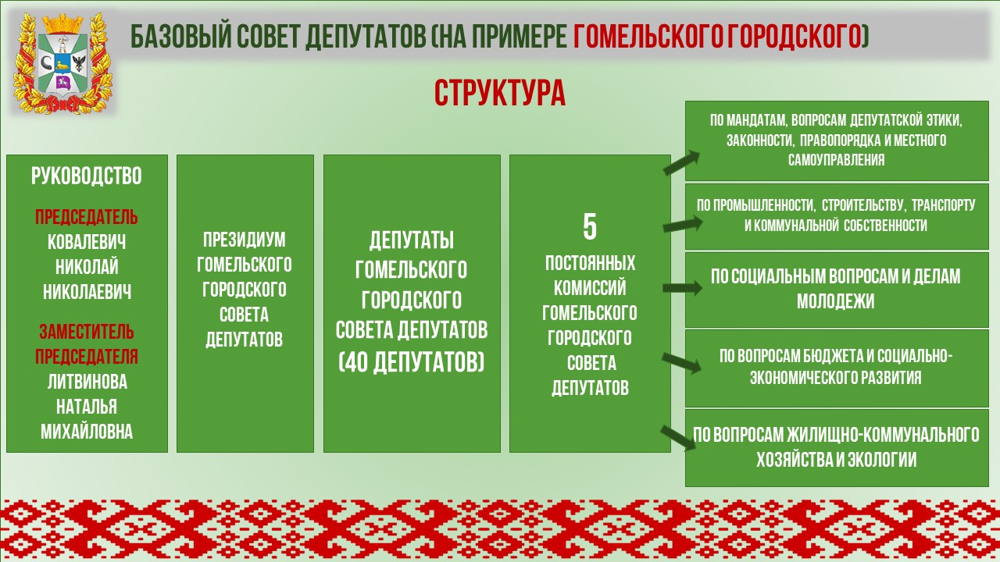 БАЗОВЫЙ СОВЕТ ДЕПУТАТОВ (НА ПРИМЕРЕ ГОМЕЛЬСКОГО ГОРОДСКОГО)
СТРУКТУРА
РУКОВОДСТВО
ПРЕДСЕДАТЕЛЬ
КОВАЛЕВИЧ
НИКОЛАЙ
НИКОЛАЕВИЧ
ЗАМЕСТИТЕЛЬ
ПРЕДСЕДАТЕЛЯ
ЛИТВИНОВА
НАТАЛЬЯ
МИХАЙЛОВНА
ПРЕЗИДИУМ
ГОМЕЛЬСКОГО
ГОРОДСКОГО
СОВЕТА
ДЕПУТАТОВ
ДЕПУТАТЫ
ГОМЕЛЬСКОГО
ГОРОДСКОГО
СОВЕТА ДЕПУТАТОВ
(40 ДЕПУТАТОВ)
5
ПОСТОЯННЫХ
КОМИССИЙ
ГОМЕЛЬСКОГО
ГОРОДСКОГО
СОВЕТА
ДЕПУТАТОВ
ПО МАНДАТАМ, ВОПРОСАМ ДЕПУТАТСКОЙ ЭТИКИ,
ЗАКОННОСТИ, ПРАВОПОРЯДКА И МЕСТНОГО
САМОУПРАВЛЕНИЯ
ПО ПРОМЫШЛЕННОСТИ, СТРОИТЕЛЬСТВУ, ТРАНСПОРТУ
И КОММУНАЛЬНОЙ СОБСТВЕННОСТИ
ПО СОЦИАЛЬНЫМ ВОПРОСАМ И ДЕЛАМ
МОЛОДЕЖИ
ПО ВОПРОСАМ БЮДЖЕТА И СОЦИАЛЬНО-
ЭКОНОМИЧЕСКОГО РАЗВИТИЯ
ПО ВОПРОСАМ ЖИЛИЩНО-КОММУНАЛЬНОГО
ХОЗЯЙСТВА И ЭКОЛОГИИ